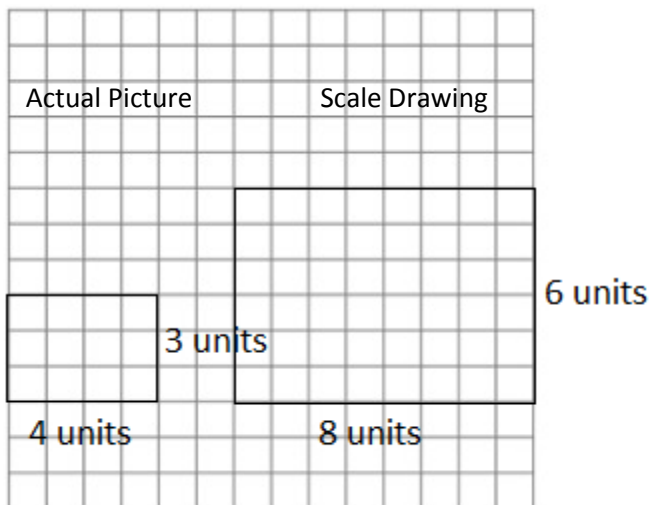 Actual Picture
Scale Drawing
6 units
3 units
4 units
8 units